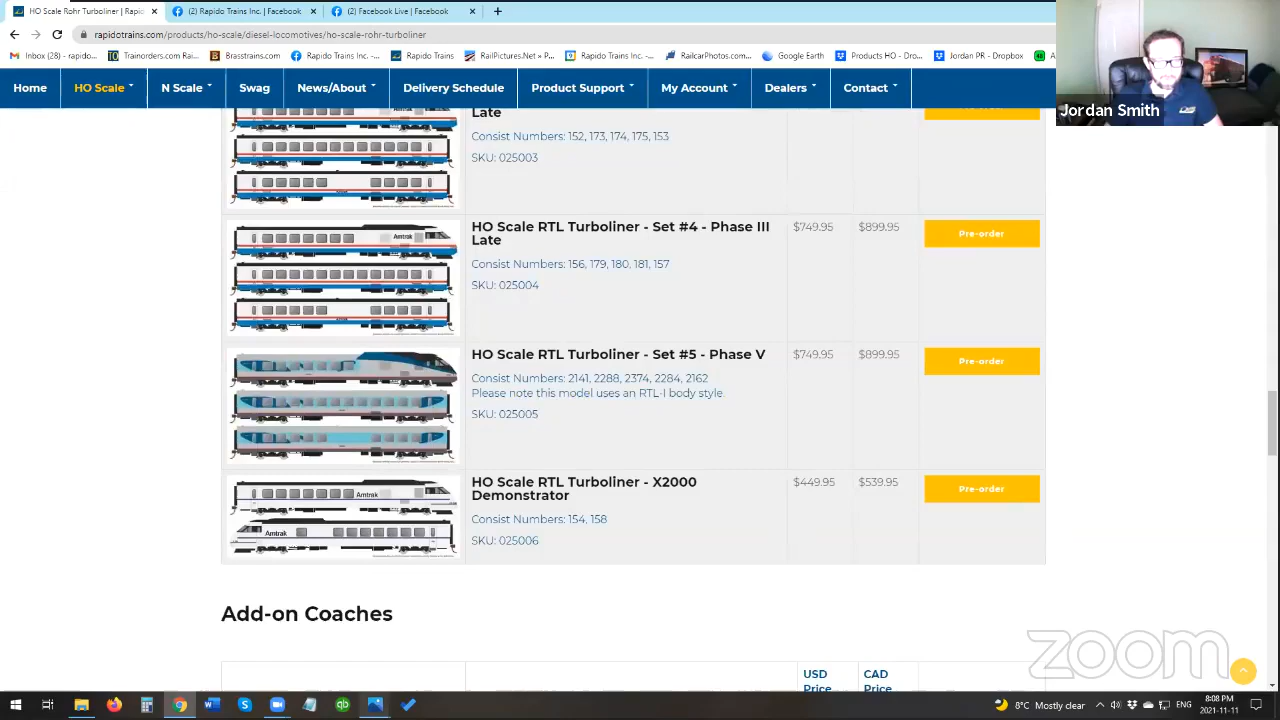 HO Scale Rohr Turboliner | Rapid
(2) Rapido Trains Inc. | Facebook
(2) Facebook Live | Facebook
rapidotrains.com/products/ho-scale/diesel-locomotives/ho-scale-rohr-turboliner
Inbox (28) - rapido...
Trainorders.com Rai...
Brasstrains.com
Rapido Trains Inc. -...
Rapido Trains
RailPictures.Net » P...
Rapido Trains Inc. -...
RailcarPhotos.com...
Google Earth
Products HO - Dropbox
Jordan PR - Dropbox
Home
HO Scale
N Scale
Swag
News/About
Delivery Schedule
Product Support
My Account
Dealers
Contact
Jordan Smith
Late
Consist Numbers: 152, 173, 174, 175, 153
SKU: 025003
Amtrak
HO Scale RTL Turboliner - Set #4 - Phase III
Late
$749.95
$899.95
Pre-order
Consist Numbers: 156, 179, 180, 181, 157
SKU: 025004
HO Scale RTL Turboliner - Set #5 - Phase V
$749.95
$899.95
Pre-order
Consist Numbers: 2141, 2288, 2374, 2284, 2162
Please note this model uses an RTL-I body style.
SKU: 025005
Amtrak
Amtrak
HO Scale RTL Turboliner - X2000
Demonstrator
$449.95
$539.95
Pre-order
Consist Numbers: 154, 158
SKU: 025006
Add-on Coaches
USD
Price
CAD
Price
zoom
8°C Mostly clear
ENG
8:08 PM
2021-11-11